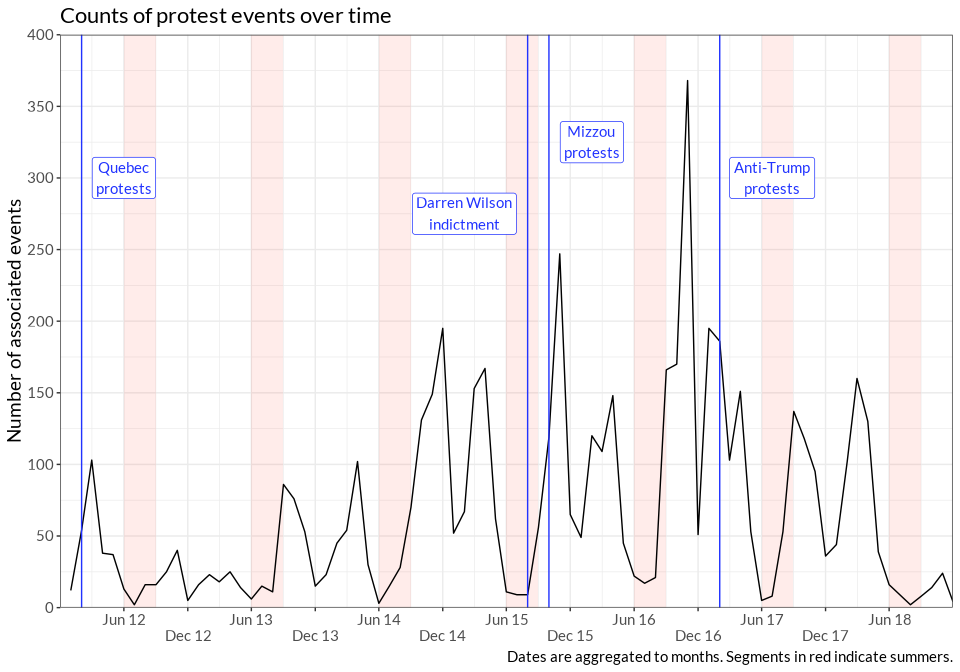 Counts of protest events over time
Number of associated events
400
350
300
250
200
150
100
50
0
Quebec
protests
Darren Wilson
indictment
Mizzou
protests
Anti-Trump
protests
Jun 12
Dec 12
Jun 13
Dec 13
Jun 14
Dec 14
Jun 15
Dec 15
Jun 16
Dec 16
Jun 17
Dec 17
Jun 18
Dates are aggregated to months. Segments in red indicate summers.